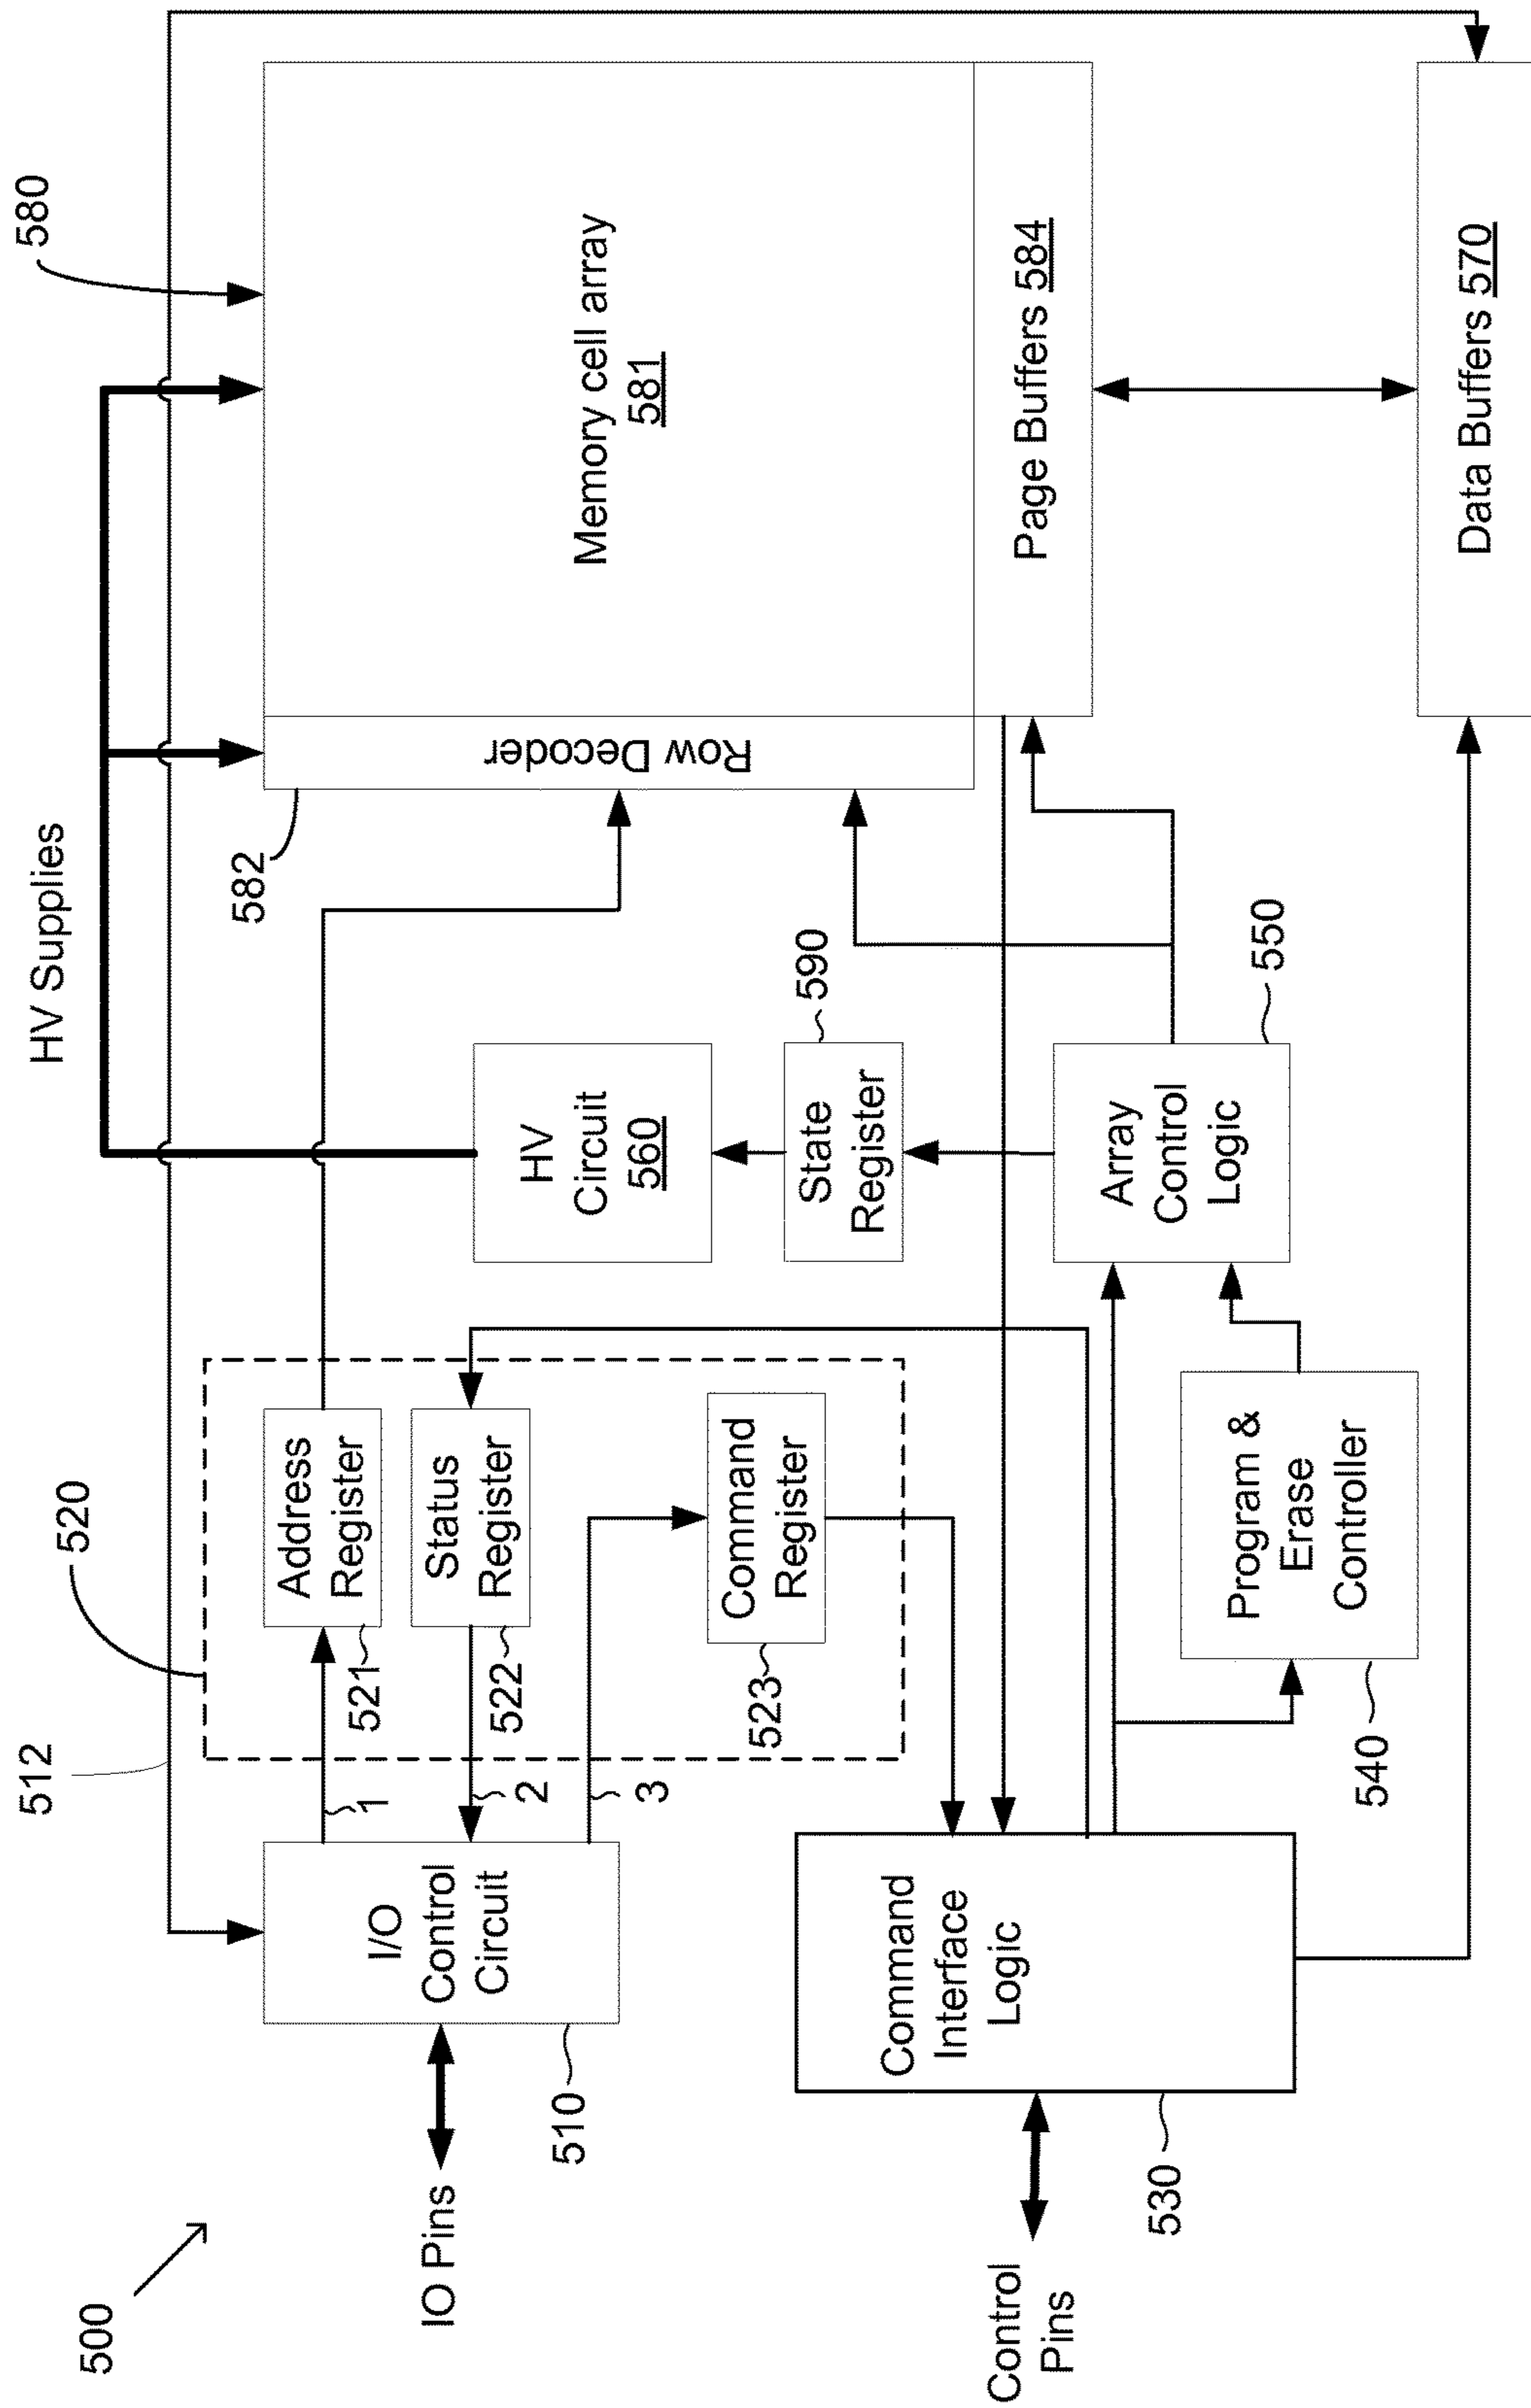 500
512
520
HV Supplies
580
IO Pins
510
I/O
Control
Circuit
1
2
3
Address
Register
521
Status
Register
522
Command
Register
523
HV
Circuit
560
State
Register
590
582
Row Decoder
Memory cell array
581
Page Buffers 584
Control
Pins
530
Command
Interface
Logic
540
Program &
Erase
Controller
Array
Control
Logic
550
Data Buffers 570